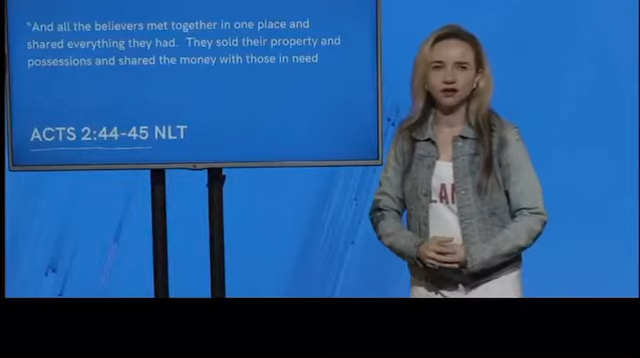 "And all the believers met together in one place and
shared everything they had. They sold their property and
possessions and shared the money with those in need
ACTS 2:44-45 NLT
LAN